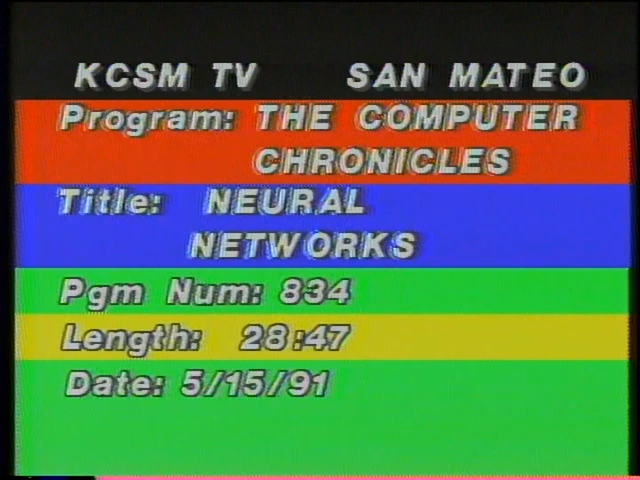 KCSM TV SAN MATEO
Program: THE COMPUTER
CHRONICLES
Title: NEURAL
NETWORKS
Pgm Num: 834
Length: 28:47
Date: 5/15/91